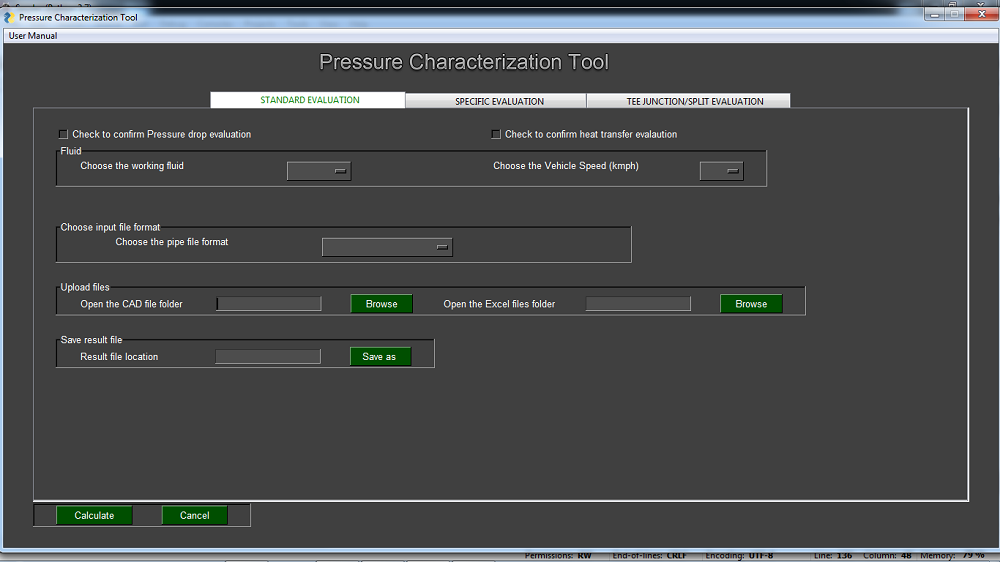 Pressure Characterization Tool
User Manual
Pressure Characterization Tool
STANDARD EVALUATION SPECIFIC EVALUATION TEE JUNCTION/SPLIT EVALUATION
Check to confirm Pressure drop evaluation Check to confirm heat transfer evalaution
Fluid
Choose the working fluid Choose the Vehicle Speed (kmph)
Choose input file format
Choose the pipe file format
Upload files
Open the CAD file folder Browse Open the Excel files folder Browse
Save result file
Result file location Save as
Calculate Cancel
Permissions: RW End-of-lines: CRLF Encoding: UTF-8 Line: 136 Column: 48 Memory: 79 %